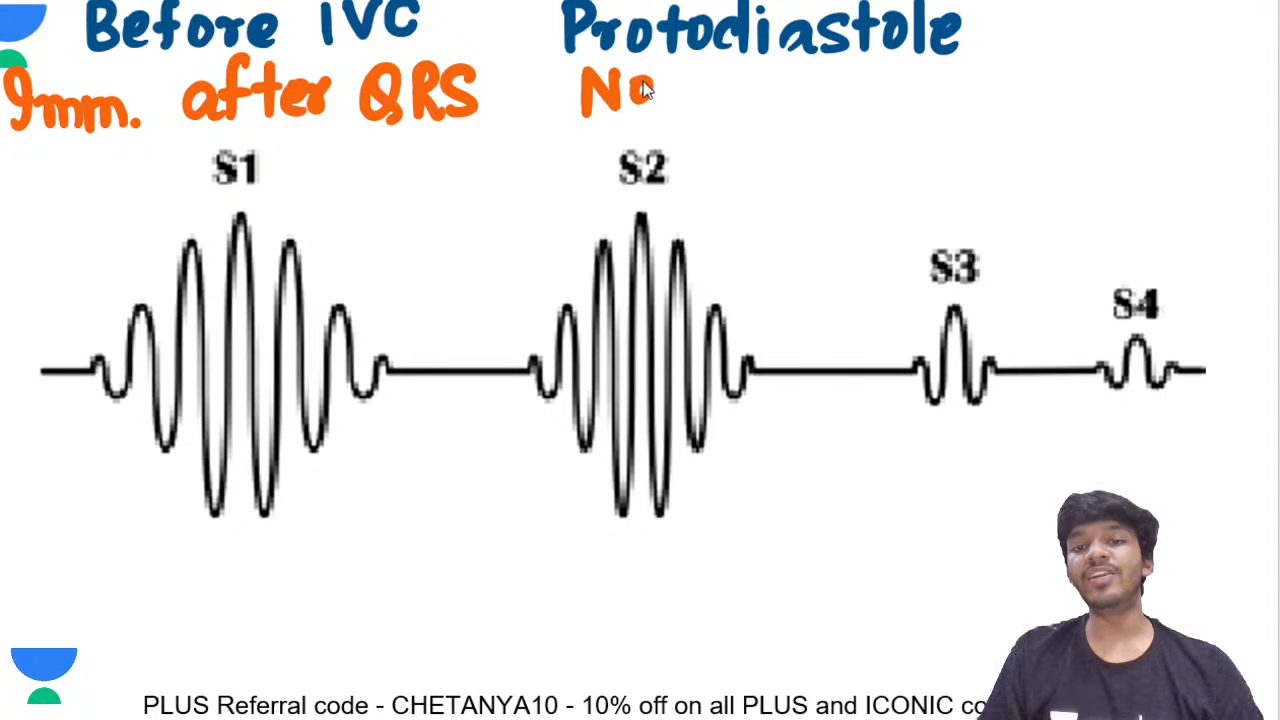 Before IVC Protodiastole
Imm. after QRS No
S1 S2
S3
S4
PLUS Referral code - CHETANYA10 - 10% off on all PLUS and ICONIC co